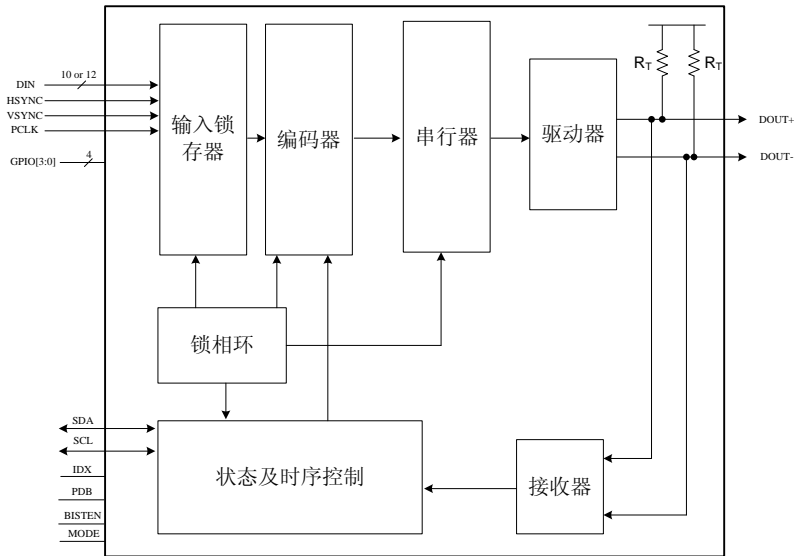 10 or 12
DIN
HSYNC
VSYNC
PCLK
4
GPIO[3:0]
输入锁
存器
编码器
串行器
驱动器
R_T
R_T
DOUT+
DOUT-
锁相环
SDA
SCL
IDX
PDB
BISTEN
MODE
状态及时序控制
接收器